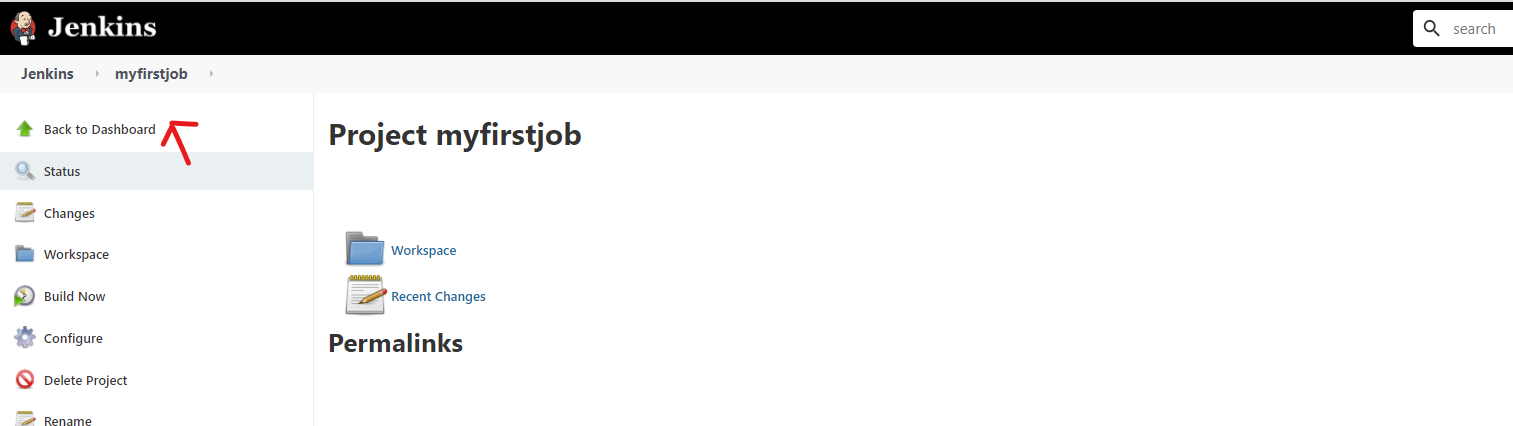 Jenkins
search
Jenkins myfirstjob
Back to Dashboard
Status
Changes
Workspace
Build Now
Configure
Delete Project
Rename
Project myfirstjob
Workspace
Recent Changes
Permalinks